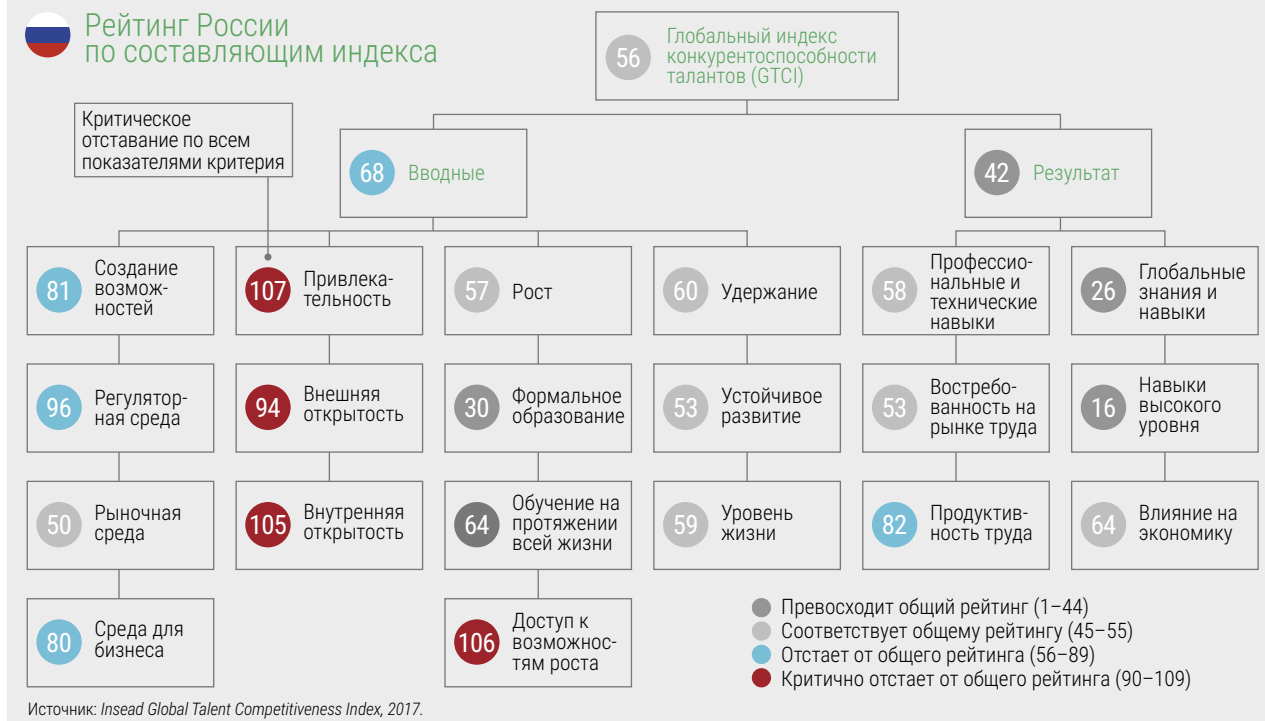 Рейтинг России
по составляющим индекса
56
Глобальный индекс
конкурентоспособности
талантов (GTCI)
Критическое
отставание по всем
показателями критерия
68
Вводные
42
Результат
81
Создание
возмож-
ностей
107
Привлека-
тельность
57
Рост
60
Удержание
58
Профессио-
нальные и
технические
навыки
26
Глобальные
знания и
навыки
96
Регулятор-
ная среда
94
Внешняя
открытость
30
Формальное
образование
53
Устойчивое
развитие
53
Востребо-
ванность на
рынке труда
16
Навыки
высокого
уровня
50
Рыночная
среда
105
Внутренняя
открытость
64
Обучение на
протяжении
всей жизни
59
Уровень
жизни
82
Продуктив-
ность труда
64
Влияние на
экономику
80
Среда для
бизнеса
106
Доступ к
возможнос-
тям роста
Превосходит общий рейтинг (1–44)
Соответствует общему рейтингу (45–55)
Отстает от общего рейтинга (56–89)
Критично отстает от общего рейтинга (90–109)
Источник: Insead Global Talent Competitiveness Index, 2017.